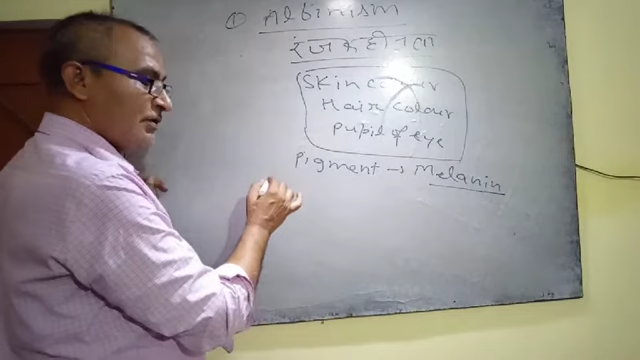 ① Albinism
रंजकहीनता
Skin colour
Hair colour
pupil of eye
Pigment → Melanin